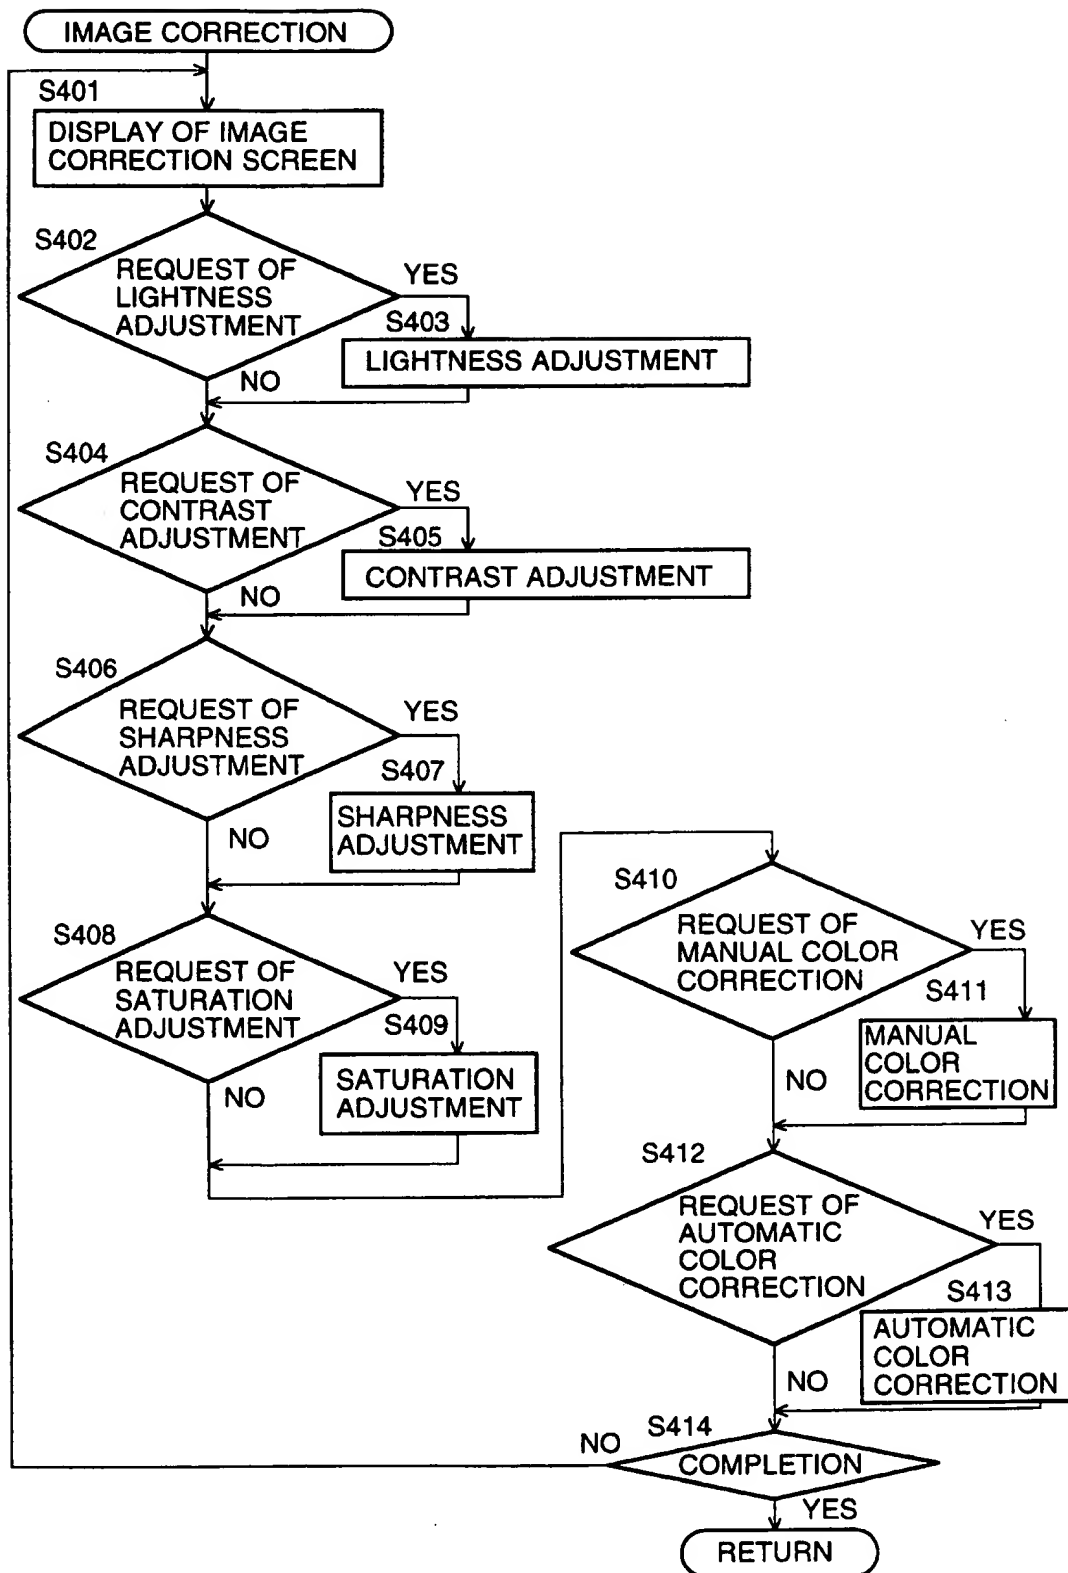 IMAGE CORRECTION
S401
DISPLAY OF IMAGE
CORRECTION SCREEN
S402
REQUEST OF
LIGHTNESS
ADJUSTMENT
YES
S403
LIGHTNESS ADJUSTMENT
NO
S404
REQUEST OF
CONTRAST
ADJUSTMENT
YES
S405
CONTRAST ADJUSTMENT
NO
S406
REQUEST OF
SHARPNESS
ADJUSTMENT
YES
S407
SHARPNESS
ADJUSTMENT
NO
S408
REQUEST OF
SATURATION
ADJUSTMENT
YES
S409
SATURATION
ADJUSTMENT
NO
S410
REQUEST OF
MANUAL COLOR
CORRECTION
YES
S411
MANUAL
COLOR
CORRECTION
NO
S412
REQUEST OF
AUTOMATIC
COLOR
CORRECTION
YES
S413
AUTOMATIC
COLOR
CORRECTION
NO
S414
COMPLETION
NO
YES
RETURN